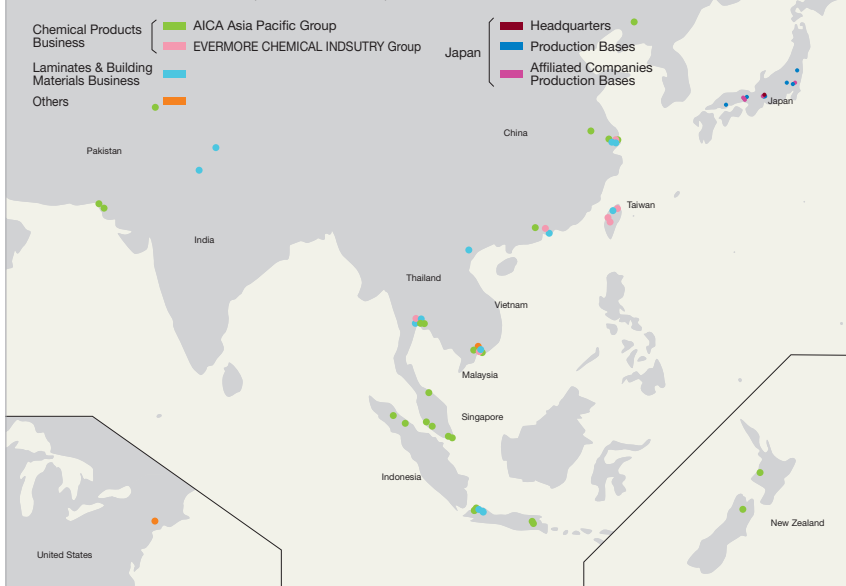 Chemical Products
Business
AICA Asia Pacific Group
EVERMORE CHEMICAL INDSUTRY Group
Laminates & Building
Materials Business
Others
Japan
Headquarters
Production Bases
Affiliated Companies
Production Bases
Japan
China
Pakistan
Taiwan
India
Thailand
Vietnam
Malaysia
Singapore
Indonesia
New Zealand
United States